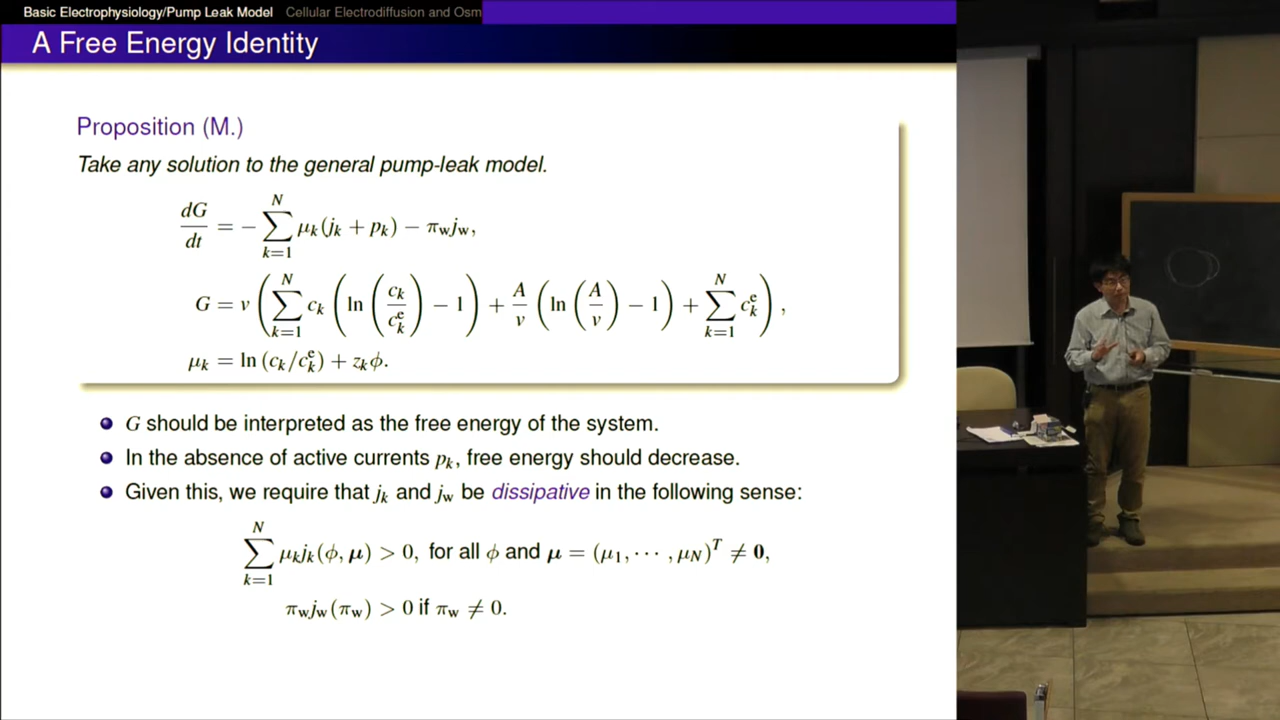 Basic Electrophysiology/Pump Leak Model Cellular Electrodiffusion and Osm
A Free Energy Identity
Proposition (M.)
Take any solution to the general pump-leak model.
dG/dt = −∑_{k=1}^{N} μ_k(j_k + p_k) − π_w j_w,
G = v (∑_{k=1}^{N} c_k (ln (c_k/c_k^e) − 1) + A/v (ln (A/v) − 1) + ∑_{k=1}^{N} c_k^e),
μ_k = ln (c_k/c_k^e) + z_kϕ.
G should be interpreted as the free energy of the system.
In the absence of active currents p_k, free energy should decrease.
Given this, we require that j_k and j_w be dissipative in the following sense:
∑_{k=1}^{N} μ_k j_k(ϕ, μ) > 0, for all ϕ and μ = (μ_1, ⋯ , μ_N)^T ≠ 0,
π_w j_w(π_w) > 0 if π_w ≠ 0.